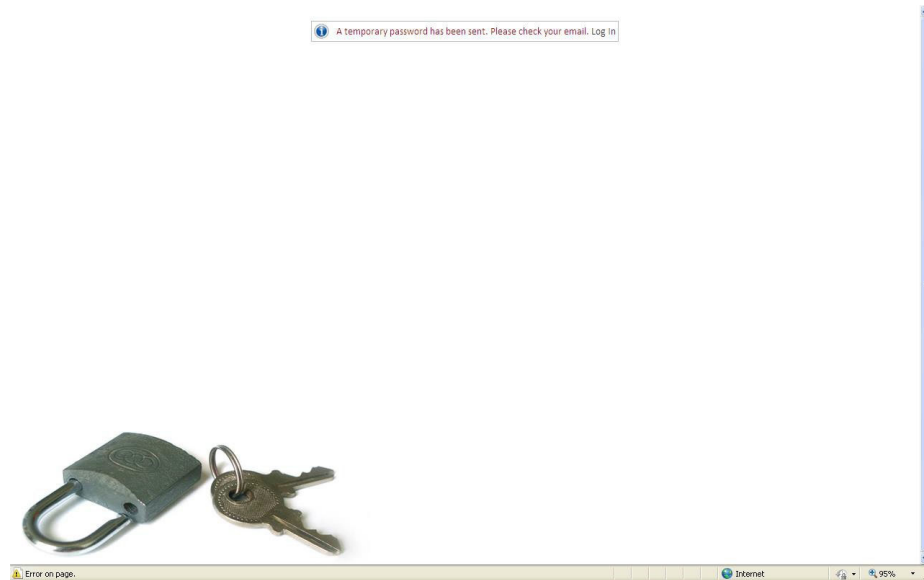 A temporary password has been sent. Please check your email. Log In
Error on page.
Internet
95%